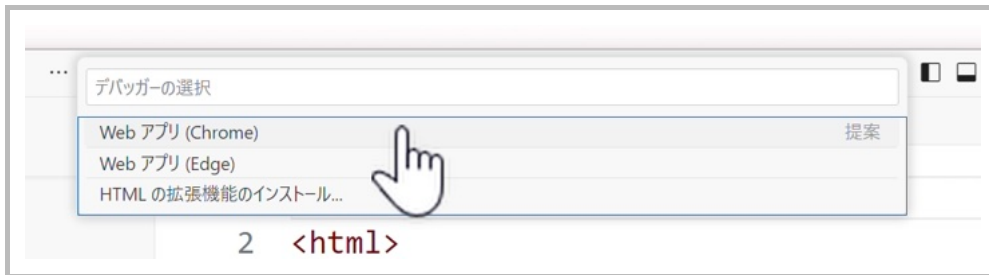 …
デバッガーの選択
Web アプリ (Chrome) 提案
Web アプリ (Edge)
HTML の拡張機能のインストール...
2 <html>